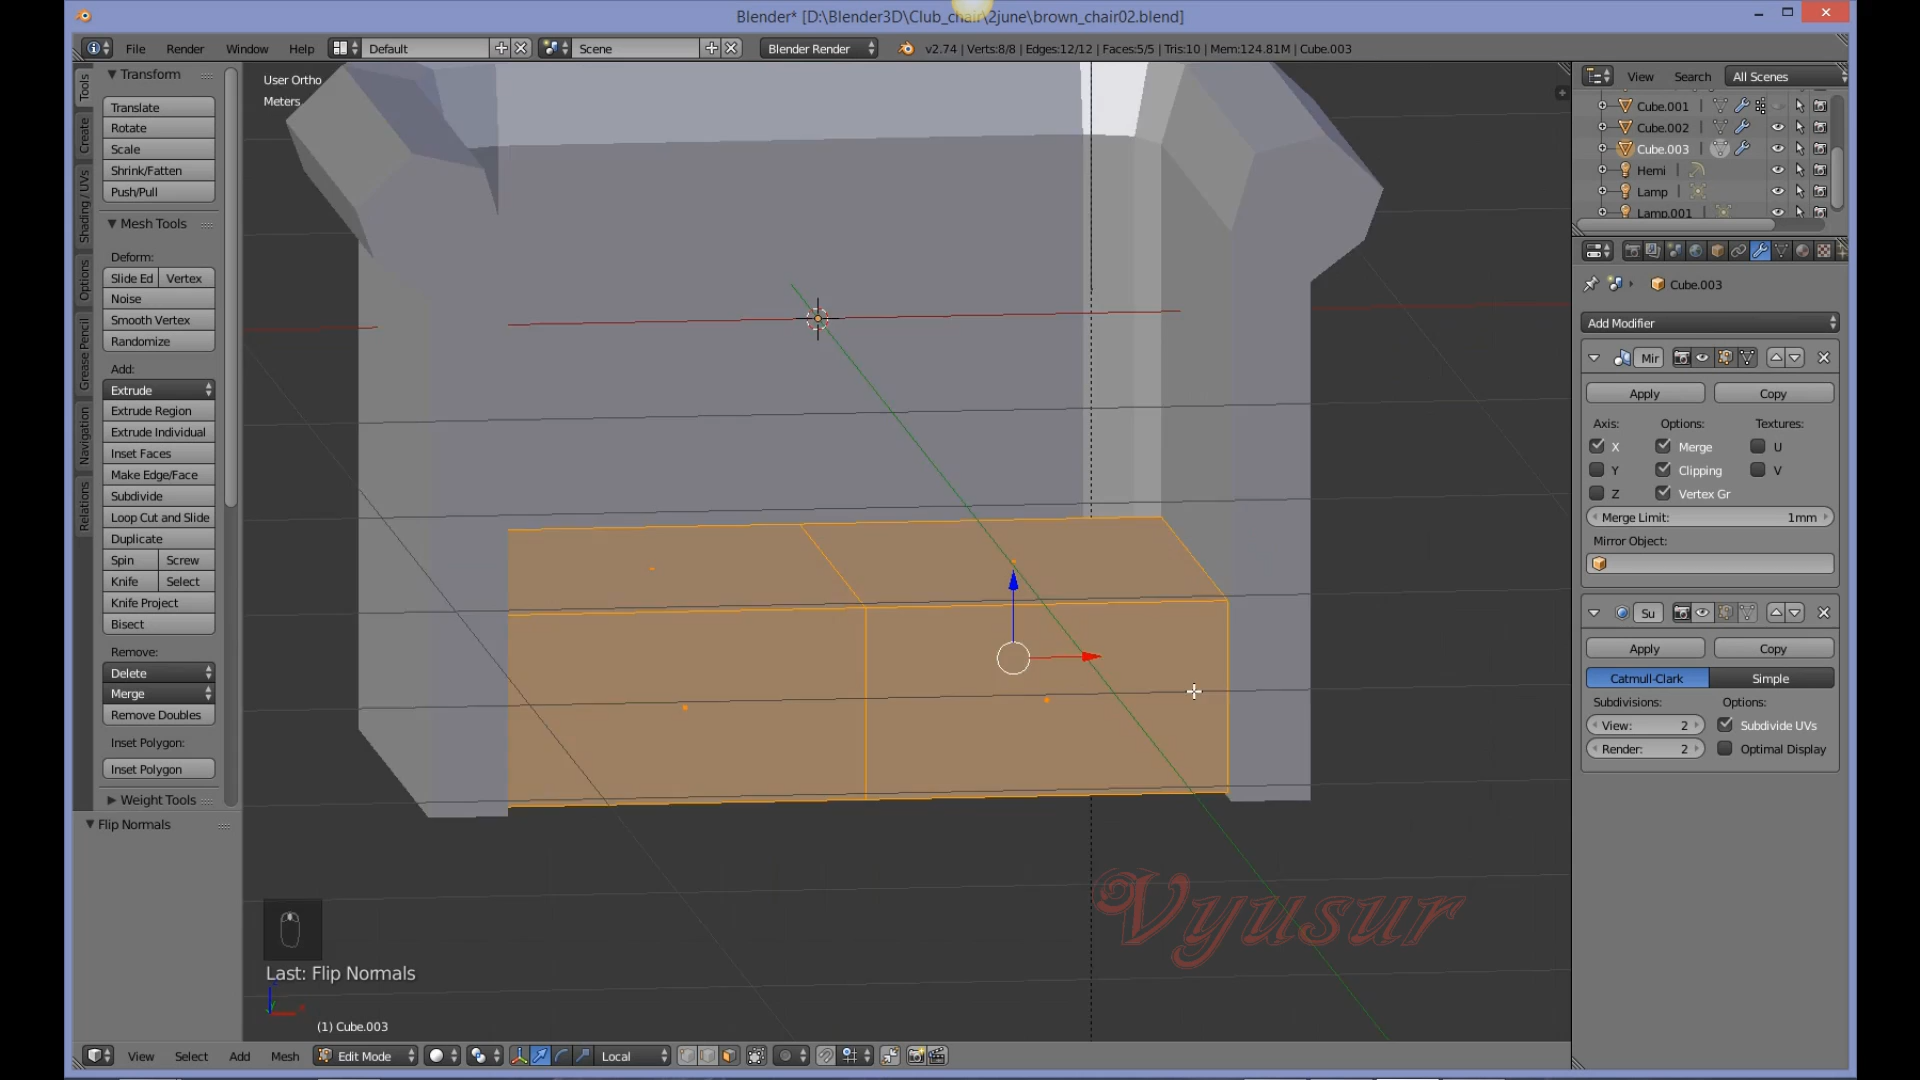 Blender* [D:\Blender3D\Club_chair\2june\brown_chair02.blend]
File Render Window Help Default Scene Blender Render v2.74 | Verts:8/8 | Edges:12/12 | Faces:5/5 | Tris:10 | Mem:124.81M | Cube.003
Tools
Create
Shading / UVs
Options
Grease Pencil
Navigation
Relations
Transform
Translate
Rotate
Scale
Shrink/Fatten
Push/Pull
Mesh Tools
Deform:
Slide Ed Vertex
Noise
Smooth Vertex
Randomize
Add:
Extrude
Extrude Region
Extrude Individual
Inset Faces
Make Edge/Face
Subdivide
Loop Cut and Slide
Duplicate
Spin Screw
Knife Select
Knife Project
Bisect
Remove:
Delete
Merge
Remove Doubles
Inset Polygon:
Inset Polygon
Weight Tools
Flip Normals
User Ortho
Meters
Vyusur
Last: Flip Normals
(1) Cube.003
View Select Add Mesh Edit Mode Local
View Search All Scenes
Cube.001
Cube.002
Cube.003
Hemi
Lamp
Lamp.001
Cube.003
Add Modifier
Mir
Apply Copy
Axis: Options: Textures:
X Merge U
Y Clipping V
Z Vertex Gr
Merge Limit: 1mm
Mirror Object:
Su
Apply Copy
Catmull-Clark Simple
Subdivisions: Options:
View: 2 Subdivide UVs
Render: 2 Optimal Display